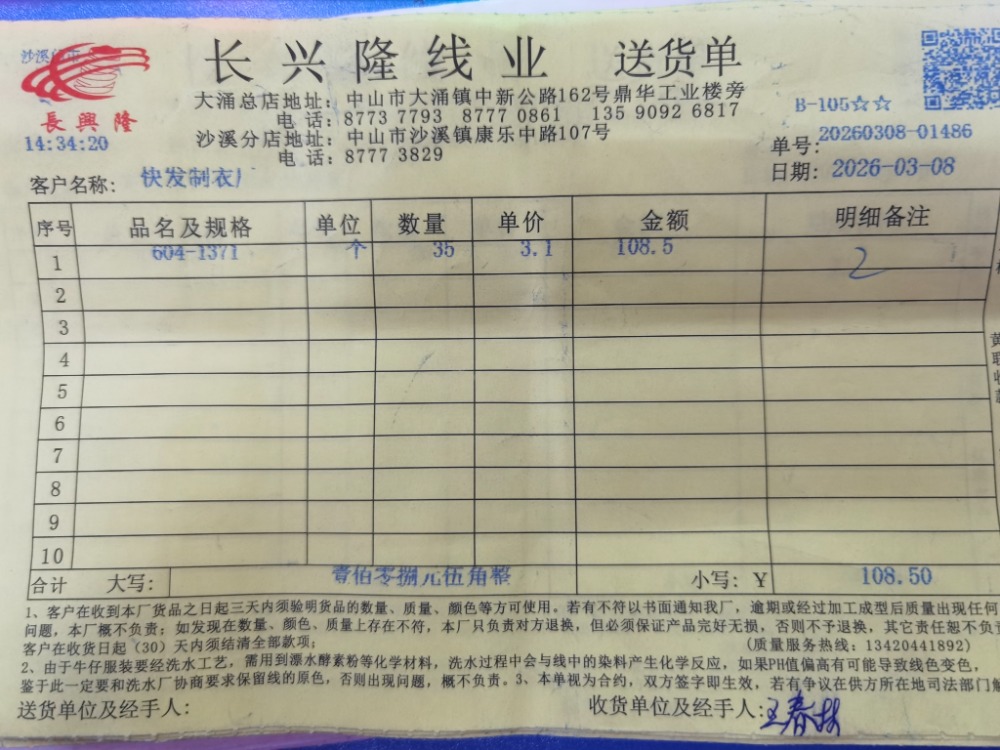 长兴隆线业 送货单
長興隆
B-105☆☆
大涌总店地址：中山市大涌镇中新公路162号鼎华工业楼旁
电 话：8773 7793 8777 0861 135 9092 6817
沙溪分店地址：中山市沙溪镇康乐中路107号
电 话：8777 3829
14:34:20
单号：20260308-01486
日期：2026-03-08
客户名称：快发制衣厂
序号 品名及规格 单位 数量 单价 金额 明细备注
1 604-1371 个 35 3.1 108.5 2
2
3
4
5
6
7
8
9
10
合计 大写：壹佰零捌元伍角整 小写：¥ 108.50
1、客户在收到本厂货品之日起三天内须验明货品的数量、质量、颜色等方可使用。若有不符以书面通知我厂，逾期或经过加工成型后质量出现任何
问题，本厂概不负责；如发现在数量、颜色、质量上存在不符，本厂只负责对方退换，但必须保证产品完好无损，否则不予退换，其它责任恕不负责
客户在收货日起（30）天内须结清全部款项； (质量服务热线：13420441892)
2、由于牛仔服装要经洗水工艺，需用到漂水酵素粉等化学材料，洗水过程中会与线中的染料产生化学反应，如果PH值偏高有可能导致线色变色，
鉴于此一定要和洗水厂协商要求保留线的原色，否则出现问题，概不负责。3、本单视为合约，双方签字即生效，若有争议在供方所在地司法部门
送货单位及经手人： 收货单位及经手人：王春林